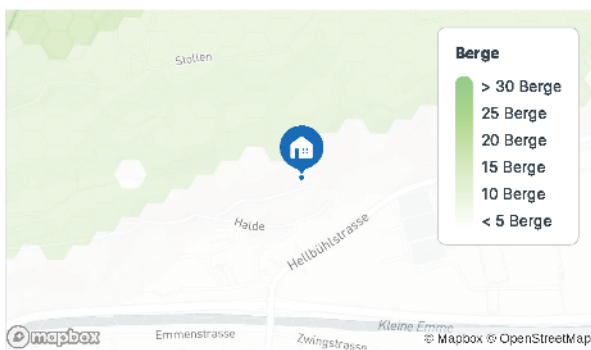 Stollen
Berge
> 30 Berge
25 Berge
20 Berge
15 Berge
10 Berge
< 5 Berge
Halde
Hellbühlstrasse
Kleine Emme
mapbox
Emmenstrasse
Zwingstrasse
© Mapbox © OpenStreetMap